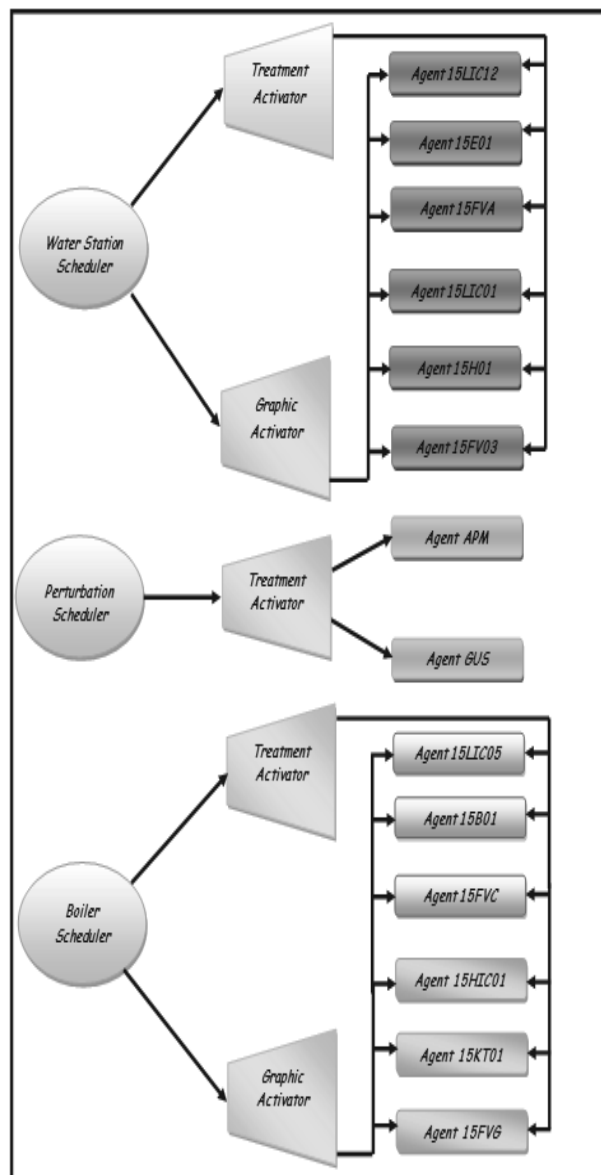 Treatment
Activator
Water Station
Scheduler
Graphic
Activator
Agent 15LIC12
Agent 15E01
Agent 15FVA
Agent 15LIC01
Agent 15H01
Agent 15FV03
Perturbation
Scheduler
Treatment
Activator
Agent APM
Agent GUS
Treatment
Activator
Boiler
Scheduler
Graphic
Activator
Agent 15LIC05
Agent 15B01
Agent 15FVC
Agent 15HIC01
Agent 15KT01
Agent 15FVG